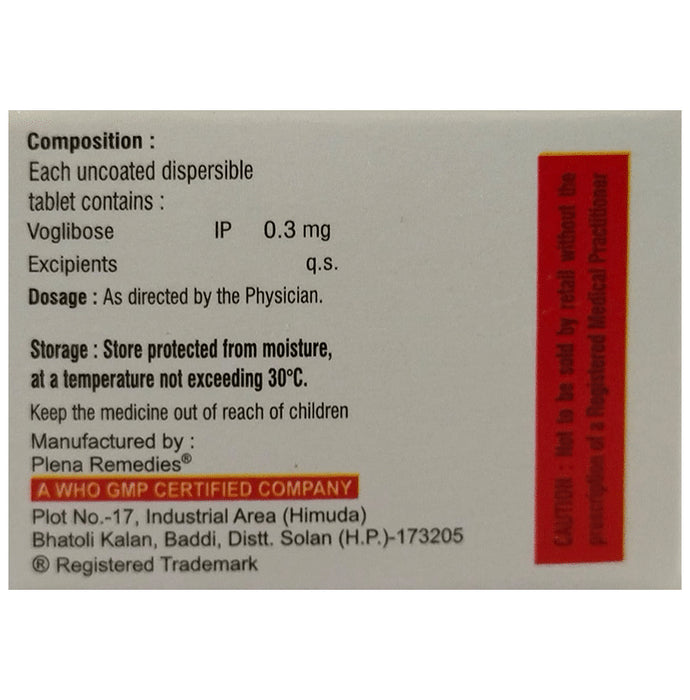 Composition :
Each uncoated dispersible
tablet contains :
Voglibose IP 0.3 mg
Excipients q.s.
Dosage : As directed by the Physician.
Storage : Store protected from moisture,
at a temperature not exceeding 30°C.
Keep the medicine out of reach of children
Manufactured by :
Plena Remedies®
A WHO GMP CERTIFIED COMPANY
Plot No.-17, Industrial Area (Himuda)
Bhatoli Kalan, Baddi, Distt. Solan (H.P.)-173205
® Registered Trademark
CAUTION : Not to be sold by retail without the
prescription of a Registered Medical Practitioner